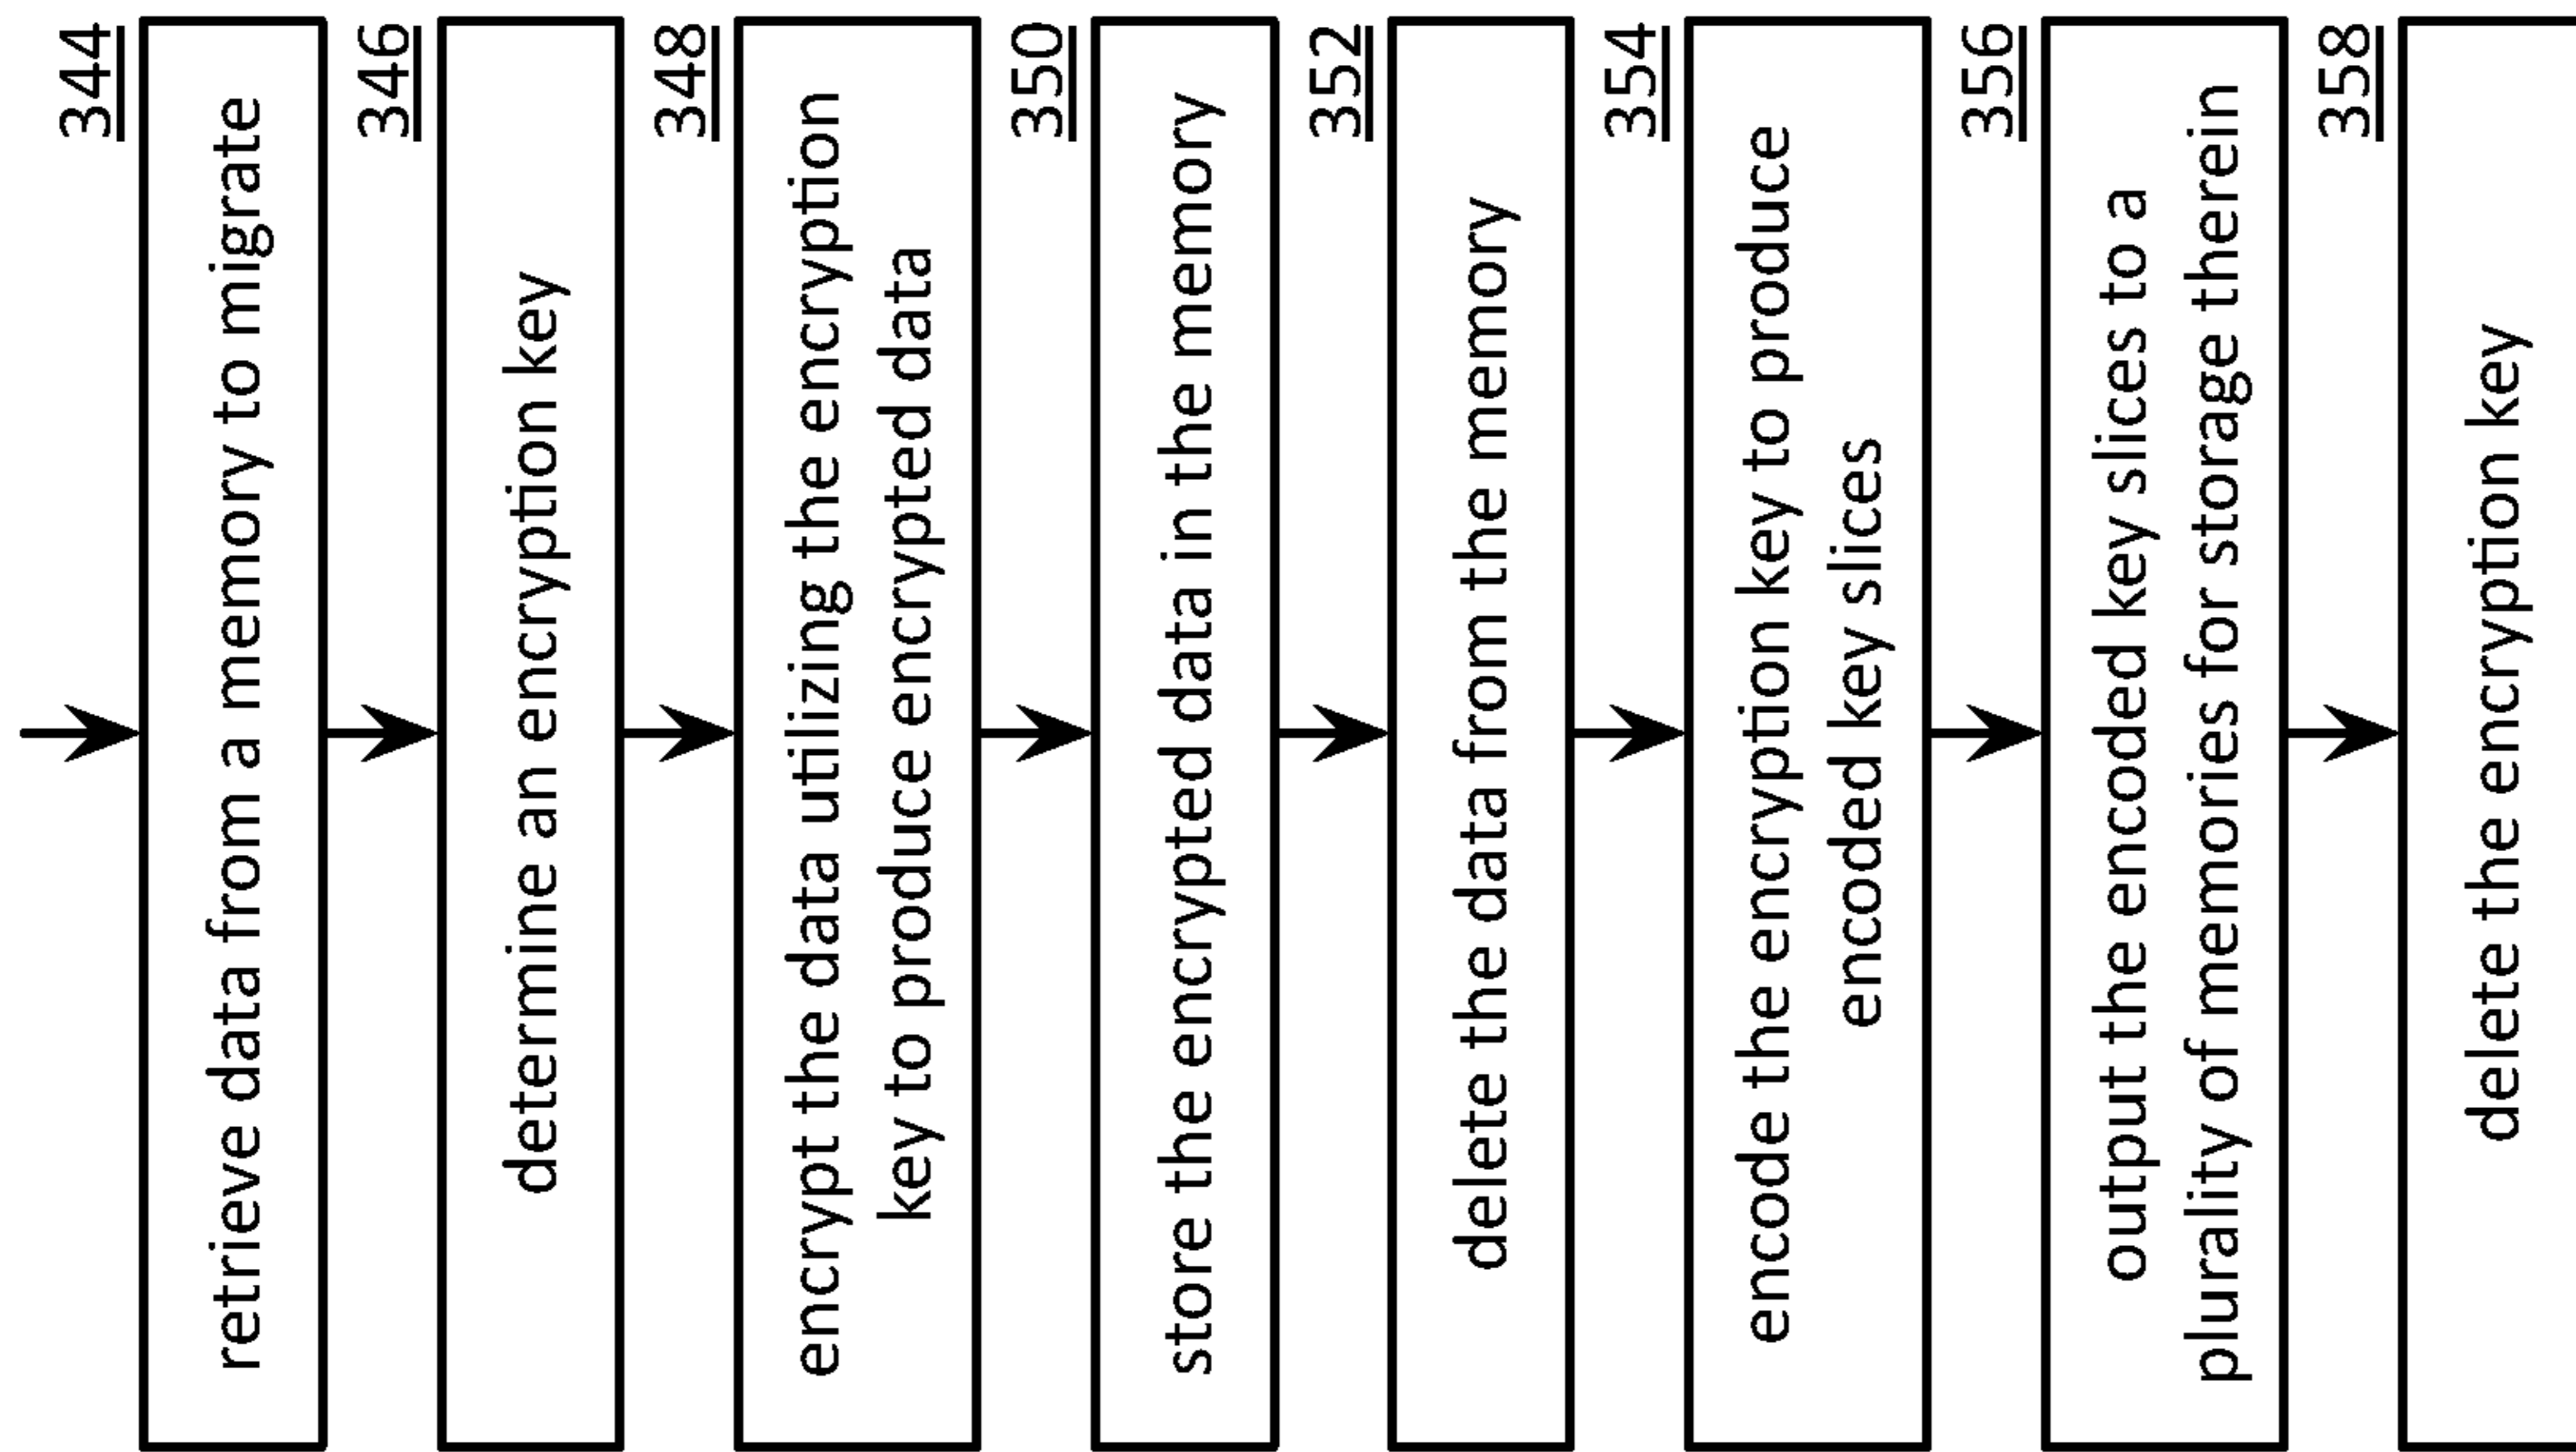 344
retrieve data from a memory to migrate
346
determine an encryption key
348
encrypt the data utilizing the encryption
key to produce encrypted data
350
store the encrypted data in the memory
352
delete the data from the memory
354
encode the encryption key to produce
encoded key slices
356
output the encoded key slices to a
plurality of memories for storage therein
358
delete the encryption key